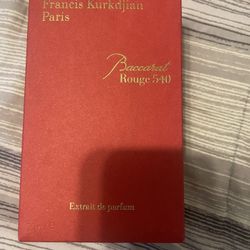 Francis Kurkdjian
Paris
Baccarat
Rouge 540
Extrait de parfum